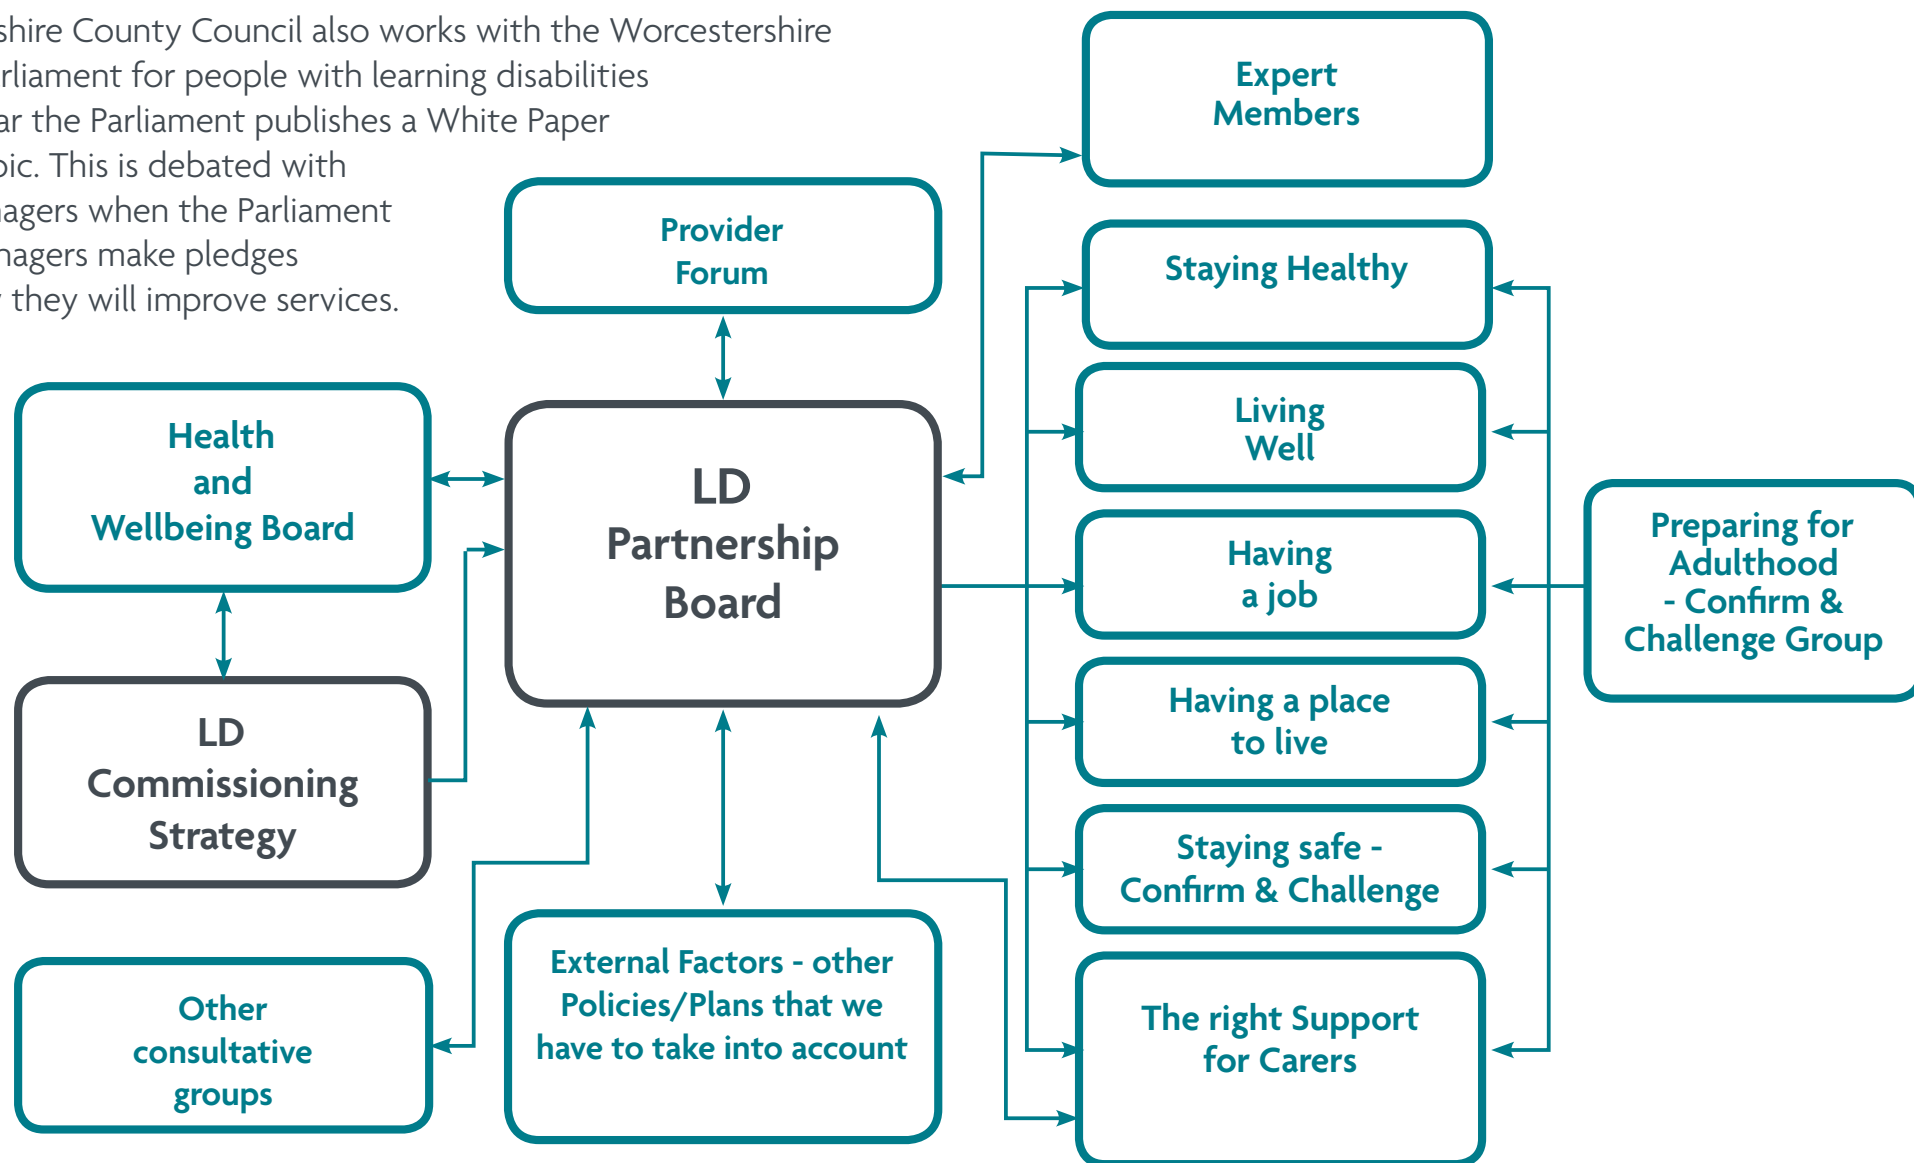 shire County Council also works with the Worcestershire
arliament for people with learning disabilities
ar the Parliament publishes a White Paper
pic. This is debated with
nagers when the Parliament
nagers make pledges
they will improve services.
Expert
Members
Provider
Forum
Staying Healthy
Health
and
Wellbeing Board
LD
Partnership
Board
Living
Well
Having
a job
Preparing for
Adulthood
- Confirm &
Challenge Group
LD
Commissioning
Strategy
Having a place
to live
Staying safe -
Confirm & Challenge
Other
consultative
groups
External Factors - other
Policies/Plans that we
have to take into account
The right Support
for Carers